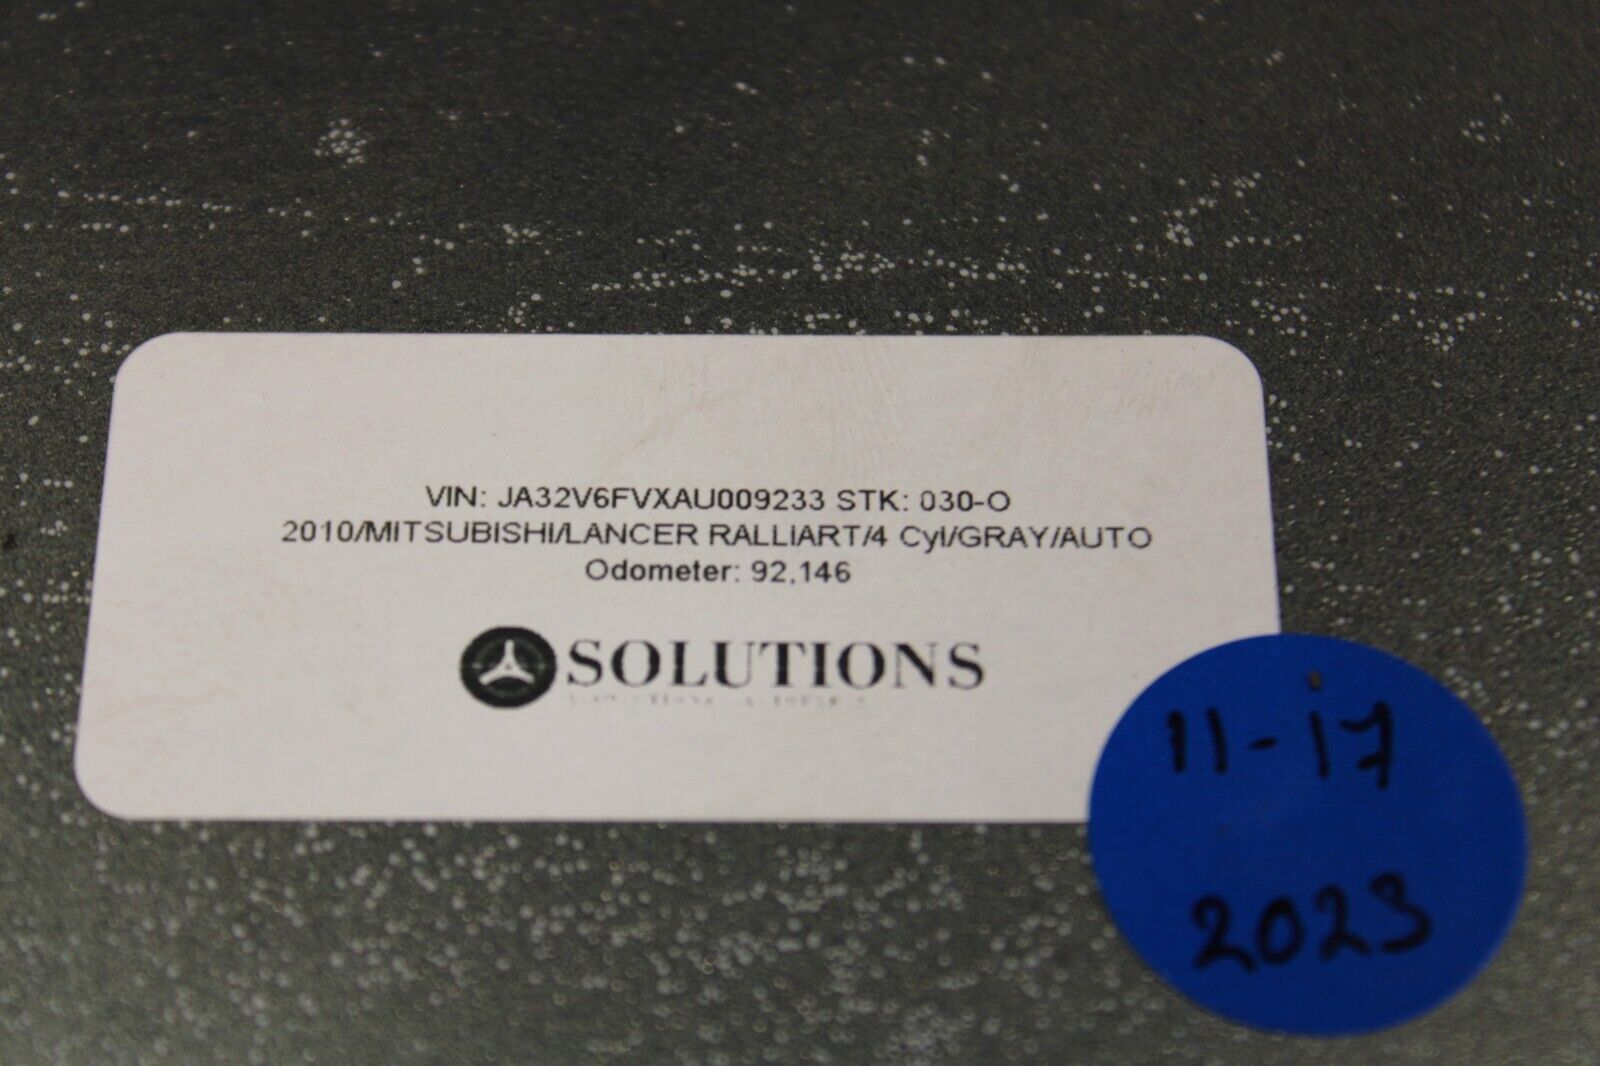 VIN: JA32V6FVXAU009233 STK: 030-O
2010/MITSUBISHI/LANCER RALLIART/4 Cyl/GRAY/AUTO
Odometer: 92,146
SOLUTIONS
11-17
2023